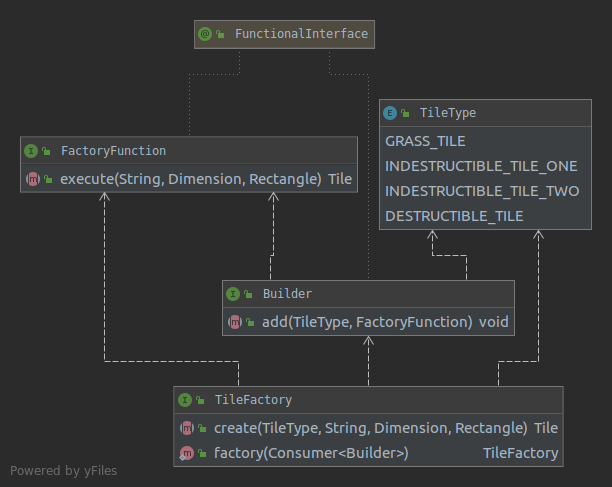 @ FunctionalInterface
E TileType
GRASS_TILE
INDESTRUCTIBLE_TILE_ONE
INDESTRUCTIBLE_TILE_TWO
DESTRUCTIBLE_TILE
I FactoryFunction
m execute(String, Dimension, Rectangle) Tile
I Builder
m add(TileType, FactoryFunction) void
I TileFactory
m create(TileType, String, Dimension, Rectangle) Tile
m factory(Consumer<Builder>) TileFactory
Powered by yFiles